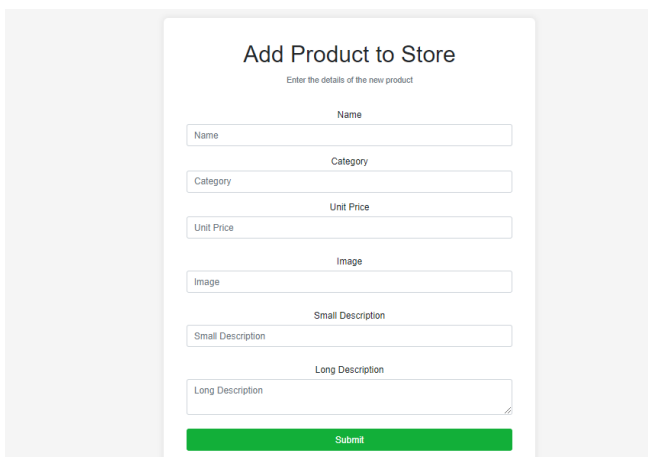 Add Product to Store
Enter the details of the new product
Name
Name
Category
Category
Unit Price
Unit Price
Image
Image
Small Description
Small Description
Long Description
Long Description
Submit